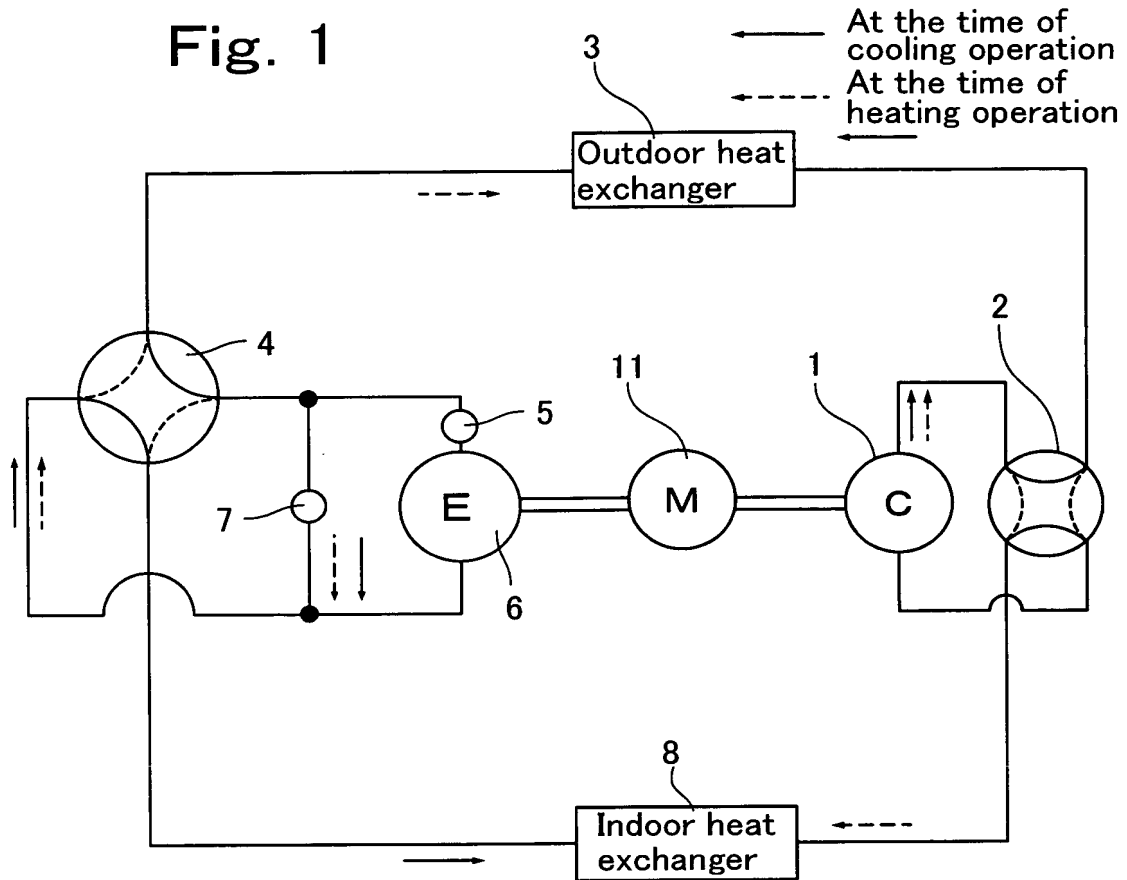 Fig. 1
At the time of
cooling operation
At the time of
heating operation
3
Outdoor heat
exchanger
4
2
11
1
5
7
E
M
C
6
8
Indoor heat
exchanger